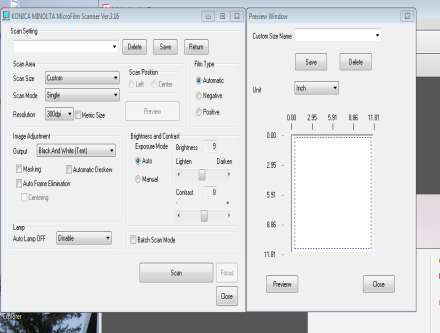 KONICA MINOLTA MicroFilm Scanner Ver.3.16
Scan Setting
Delete Save Return
Scan Area
Scan Size Custom
Scan Mode Single
Resolution 300dpi Metric Size
Scan Position
Left Center
Preview
Film Type
Automatic
Negative
Positive
Image Adjustment
Output Black And White (Text)
Masking Automatic Deskew
Auto Frame Elimination
Centering
Brightness and Contrast
Exposure Mode
Auto
Manual
Brightness 9
Lighten Darken
Contrast 8
- +
Lamp
Auto Lamp OFF Disable
Batch Scan Mode
Scan Focus
Close
Explorer
Preview Window
Custom Size Name
Save Delete
Unit Inch
0.00 2.95 5.91 8.86 11.81
0.00 -
2.95 -
5.91 -
8.86 -
11.81 -
Preview Close